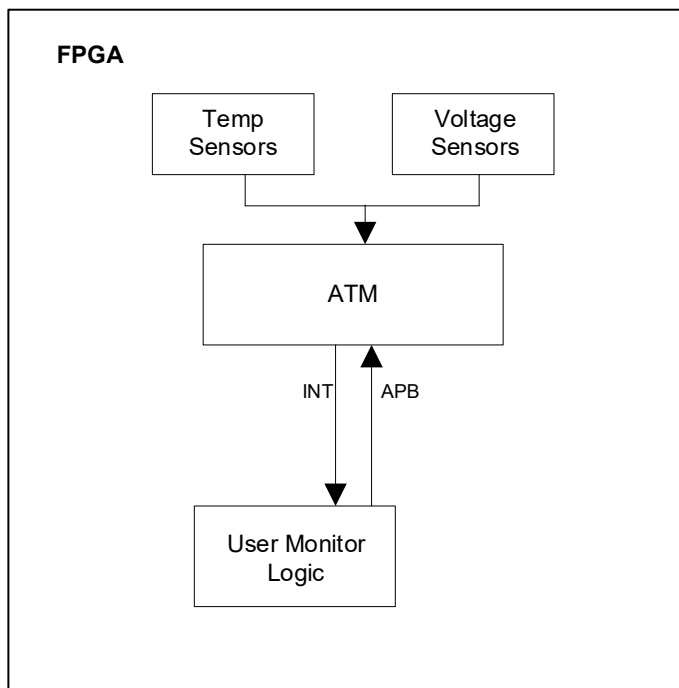 FPGA
Temp
Sensors
Voltage
Sensors
ATM
INT
APB
User Monitor
Logic